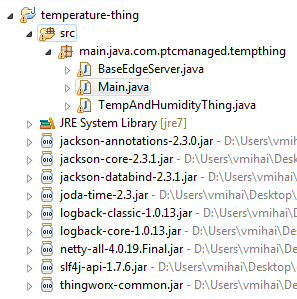 temperature-thing
src
main.java.com.ptcmanaged.tempthing
BaseEdgeServer.java
Main.java
TempAndHumidityThing.java
JRE System Library [jre7]
jackson-annotations-2.3.0.jar - D:\Users\vmihai
jackson-core-2.3.1.jar - D:\Users\vmihai\Desktop
jackson-databind-2.3.1.jar - D:\Users\vmihai\De
joda-time-2.3.jar - D:\Users\vmihai\Desktop\
logback-classic-1.0.13.jar - D:\Users\vmihai\Des
logback-core-1.0.13.jar - D:\Users\vmihai\Deskt
netty-all-4.0.19.Final.jar - D:\Users\vmihai\Des
slf4j-api-1.7.6.jar - D:\Users\vmihai\Desktop\
thingworx-common.jar - D:\Users\vmihai\Des